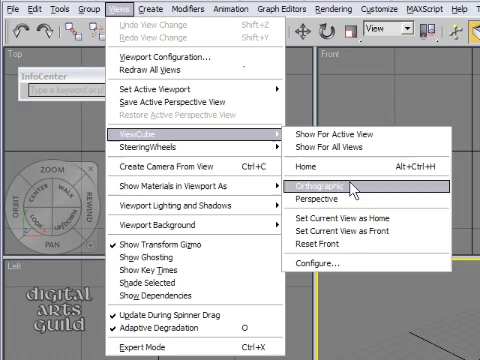 File Edit Tools Group Views Create Modifiers Animation Graph Editors Rendering Customize MAXScript Help
View
Undo View Change Shift+Z
Redo View Change Shift+Y
Viewport Configuration...
Redraw All Views
Set Active Viewport
Save Active Perspective View
Restore Active Perspective View
ViewCube
SteeringWheels
Create Camera From View Ctrl+C
Show Materials in Viewport As
Viewport Lighting and Shadows
Viewport Background
Show Transform Gizmo
Show Ghosting
Show Key Times
Shade Selected
Show Dependencies
Update During Spinner Drag
Adaptive Degradation O
Expert Mode Ctrl+X
Show For Active View
Show For All Views
Home Alt+Ctrl+H
Orthographic
Perspective
Set Current View as Home
Set Current View as Front
Reset Front
Configure...
Top
Front
InfoCenter
Type a keyword or
ZOOM
ORBIT
REWIND
PAN
CENTER
WALK
LOOK
UP/DOWN
Left
digital
arts
guild